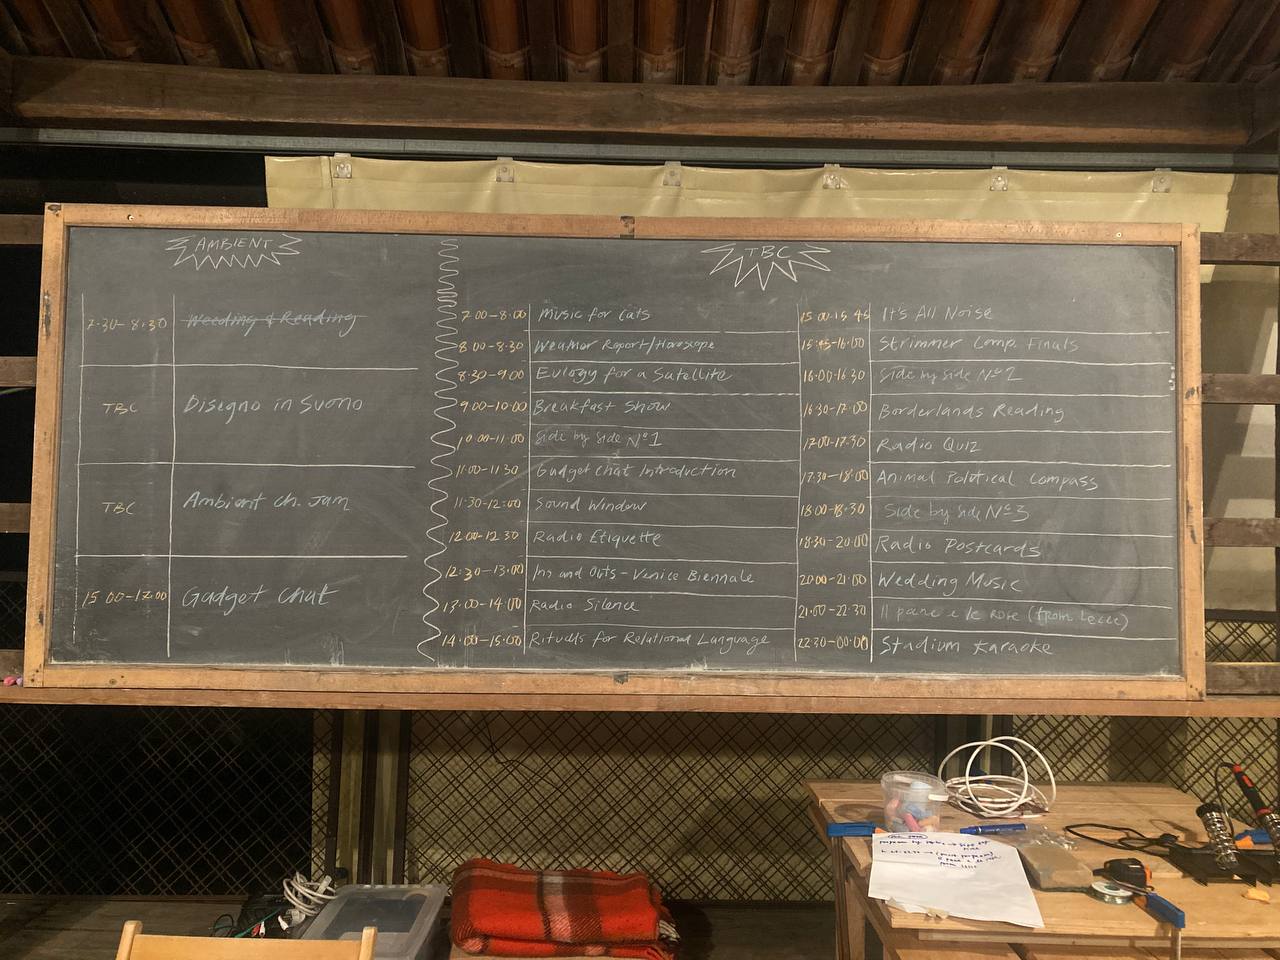 AMBIENT
7.30-8.30 Weeding & Reading
TBC Disegno in Suono
TBC Ambient ch. Jam
15 00-17.00 Gadget Chat
TBC
7.00-8.00 Music for Cats
8 00-8.30 Weather Report/Horoscope
8.30-9.00 Eulogy for a Satellite
9.00-10.00 Breakfast Show
10 00-11.00 Side by side Nº1
11.00-11 30 Gadget Chat Introduction
11.30-12.00 Sound Window
12.00-12 30 Radio Etiquette
12.30-13.00 Ins and Outs - Venice Biennale
13.00-14.00 Radio Silence
14.00-15.00 Rituals for Relational Language
15 00-15 45 It's All Noise
15.45-16.00 Strimmer Comp. Finals
16.00-16 30 Side by side Nº2
16.30-17.00 Borderlands Reading
17.00-17.30 Radio Quiz
17.30-18.00 Animal Political Compass
18.00-18.30 Side by side Nº3
18.30-20.00 Radio Postcards
20.00-21.00 Wedding Music
21.00-22.30 Il pane e le rose (from Lecce)
22.30-00.00 Stadium Karaoke